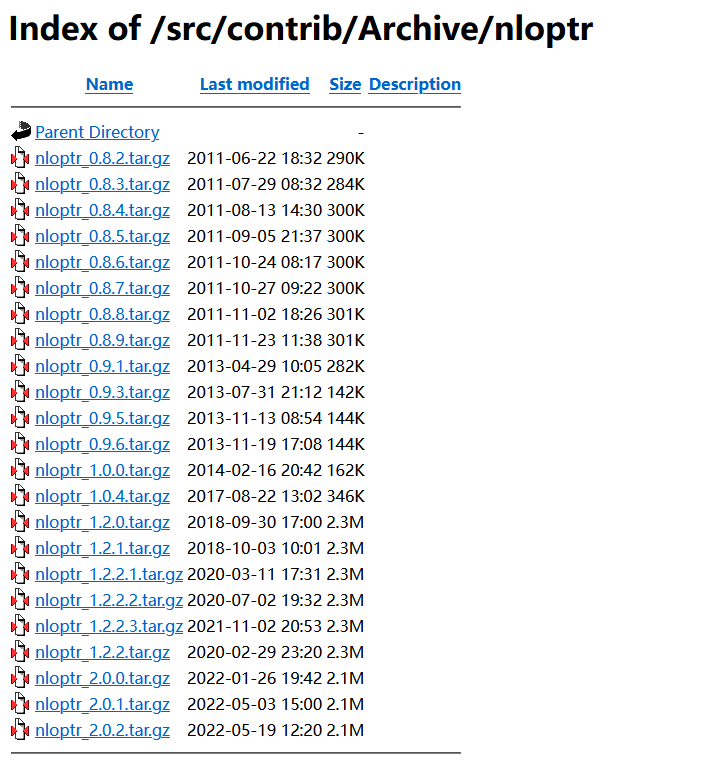 Index of /src/contrib/Archive/nloptr
Name Last modified Size Description
Parent Directory -
nloptr_0.8.2.tar.gz 2011-06-22 18:32 290K
nloptr_0.8.3.tar.gz 2011-07-29 08:32 284K
nloptr_0.8.4.tar.gz 2011-08-13 14:30 300K
nloptr_0.8.5.tar.gz 2011-09-05 21:37 300K
nloptr_0.8.6.tar.gz 2011-10-24 08:17 300K
nloptr_0.8.7.tar.gz 2011-10-27 09:22 300K
nloptr_0.8.8.tar.gz 2011-11-02 18:26 301K
nloptr_0.8.9.tar.gz 2011-11-23 11:38 301K
nloptr_0.9.1.tar.gz 2013-04-29 10:05 282K
nloptr_0.9.3.tar.gz 2013-07-31 21:12 142K
nloptr_0.9.5.tar.gz 2013-11-13 08:54 144K
nloptr_0.9.6.tar.gz 2013-11-19 17:08 144K
nloptr_1.0.0.tar.gz 2014-02-16 20:42 162K
nloptr_1.0.4.tar.gz 2017-08-22 13:02 346K
nloptr_1.2.0.tar.gz 2018-09-30 17:00 2.3M
nloptr_1.2.1.tar.gz 2018-10-03 10:01 2.3M
nloptr_1.2.2.1.tar.gz 2020-03-11 17:31 2.3M
nloptr_1.2.2.2.tar.gz 2020-07-02 19:32 2.3M
nloptr_1.2.2.3.tar.gz 2021-11-02 20:53 2.3M
nloptr_1.2.2.tar.gz 2020-02-29 23:20 2.3M
nloptr_2.0.0.tar.gz 2022-01-26 19:42 2.1M
nloptr_2.0.1.tar.gz 2022-05-03 15:00 2.1M
nloptr_2.0.2.tar.gz 2022-05-19 12:20 2.1M